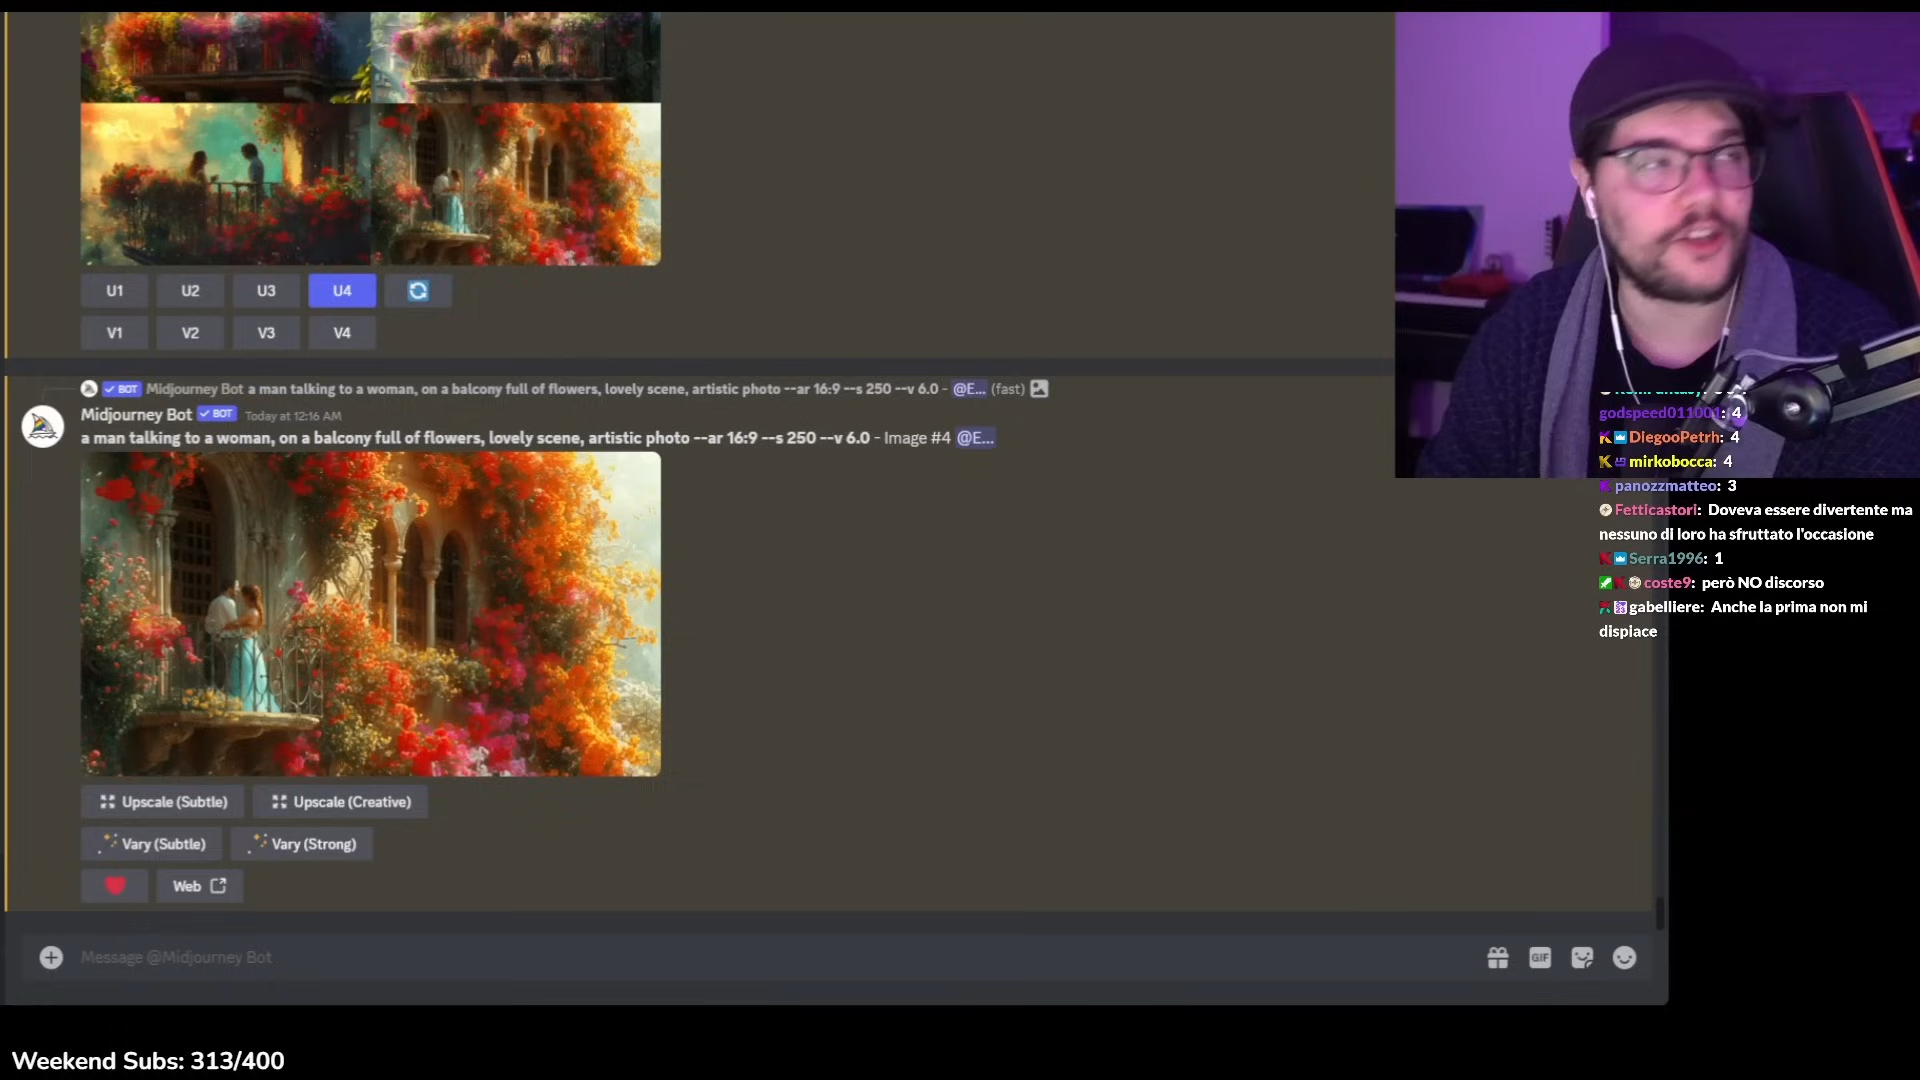 U1 U2 U3 U4
V1 V2 V3 V4
BOT Midjourney Bot a man talking to a woman, on a balcony full of flowers, lovely scene, artistic photo --ar 16:9 --s 250 --v 6.0 - @E... (fast)
Midjourney Bot BOT Today at 12:16 AM
a man talking to a woman, on a balcony full of flowers, lovely scene, artistic photo --ar 16:9 --s 250 --v 6.0 - Image #4 @E...
Upscale (Subtle) Upscale (Creative)
Vary (Subtle) Vary (Strong)
Web
Message @Midjourney Bot
GIF
godspeed011001: 4
DiegooPetrh: 4
mirkobocca: 4
panozzmatteo: 3
Fetticastori: Doveva essere divertente ma
nessuno di loro ha sfruttato l'occasione
Serra1996: 1
coste9: però NO discorso
gabelliere: Anche la prima non mi
dispiace
Weekend Subs: 313/400